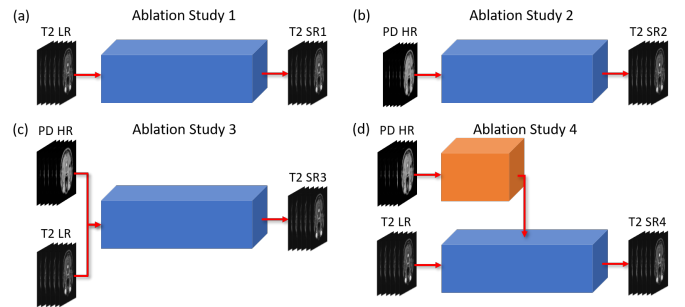 (a) Ablation Study 1
T2 LR
T2 SR1
(b) Ablation Study 2
PD HR
T2 SR2
(c) Ablation Study 3
PD HR
T2 LR
T2 SR3
(d) Ablation Study 4
PD HR
T2 LR
T2 SR4